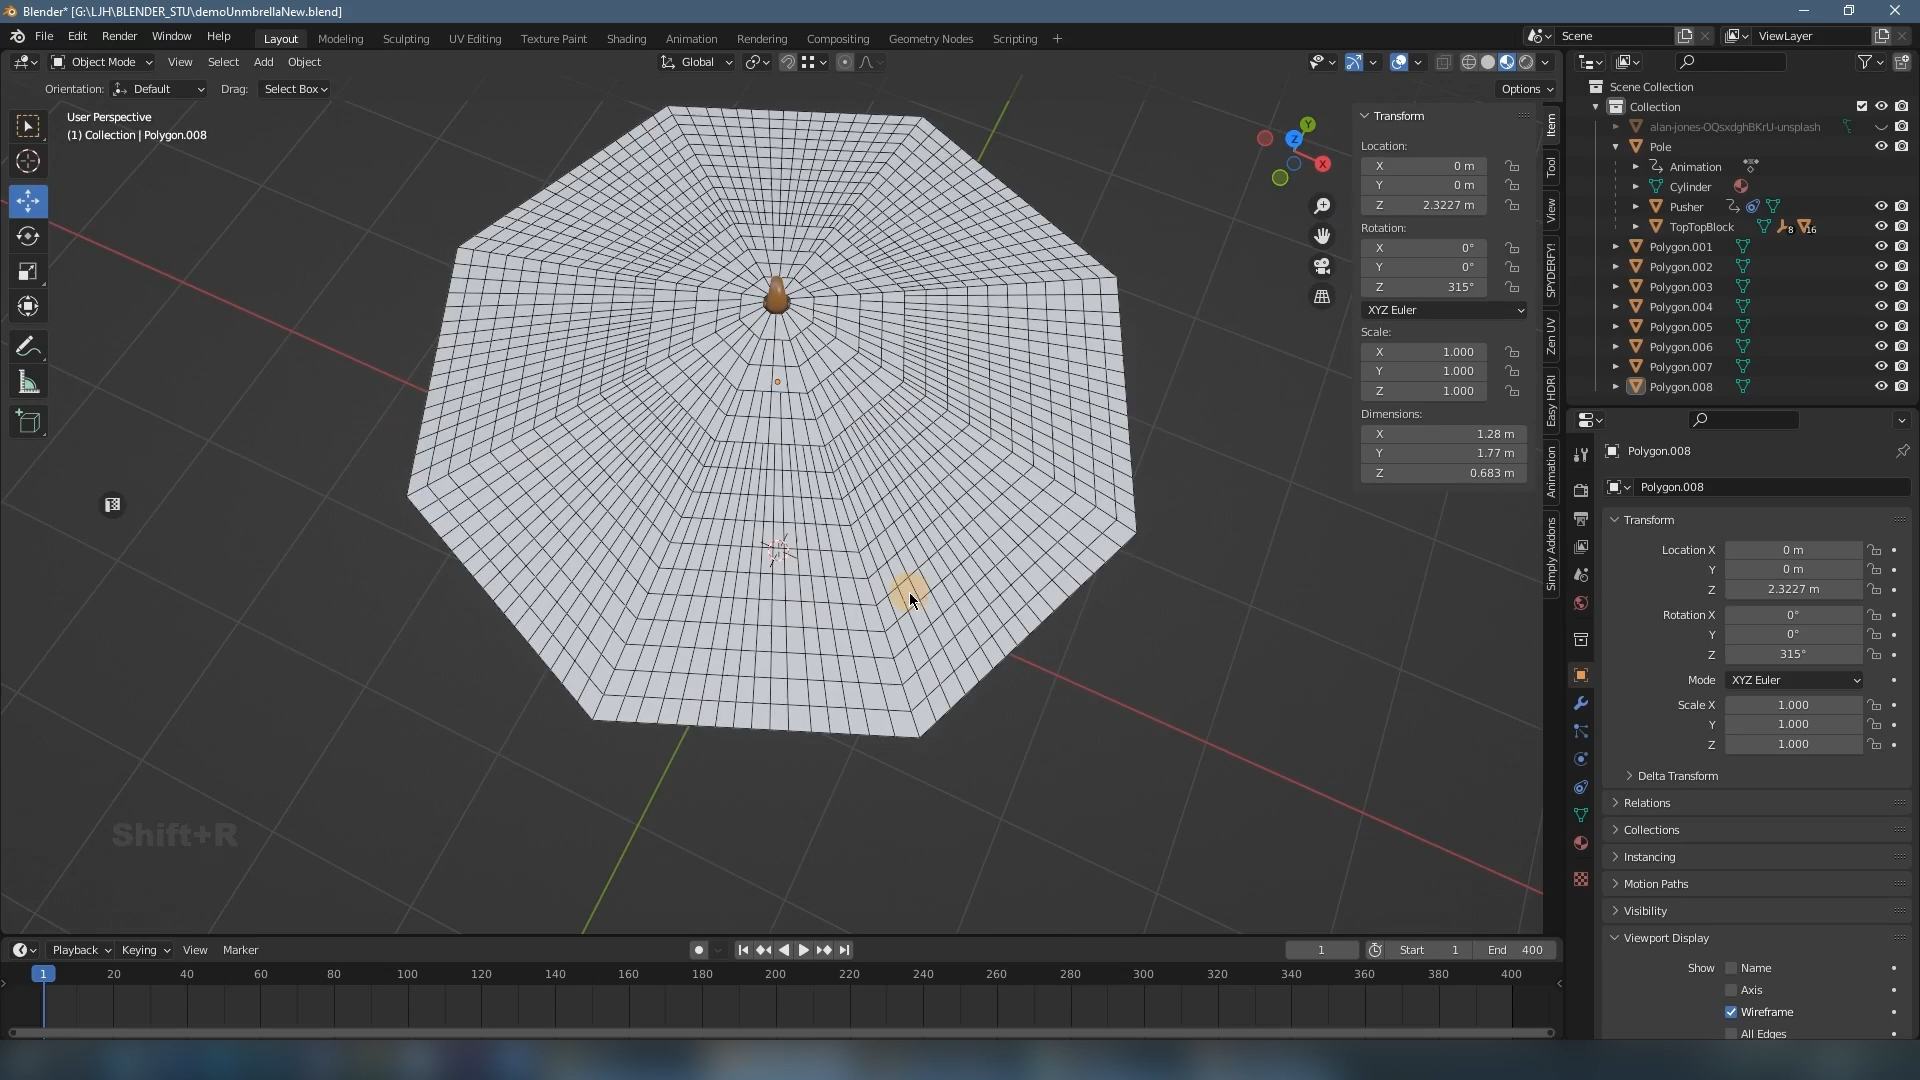 Blender* [G:\LJH\BLENDER_STU\demoUnmbrellaNew.blend]
File Edit Render Window Help
Layout Modeling Sculpting UV Editing Texture Paint Shading Animation Rendering Compositing Geometry Nodes Scripting +
Scene
ViewLayer
Object Mode View Select Add Object
Global
Orientation: Default Drag: Select Box
Options
User Perspective
(1) Collection | Polygon.008
Y
Z
X
Transform
Location:
X 0 m
Y 0 m
Z 2.3227 m
Rotation:
X 0°
Y 0°
Z 315°
XYZ Euler
Scale:
X 1.000
Y 1.000
Z 1.000
Dimensions:
X 1.28 m
Y 1.77 m
Z 0.683 m
Item
Tool
View
SPYDERFY!
Zen UV
Easy HDRI
Animation
Simply Addons
Scene Collection
Collection
alan-jones-OQsxdghBKrU-unsplash
Pole
Animation
Cylinder
Pusher
TopTopBlock 8 16
Polygon.001
Polygon.002
Polygon.003
Polygon.004
Polygon.005
Polygon.006
Polygon.007
Polygon.008
Polygon.008
Polygon.008
Transform
Location X 0 m
Y 0 m
Z 2.3227 m
Rotation X 0°
Y 0°
Z 315°
Mode XYZ Euler
Scale X 1.000
Y 1.000
Z 1.000
Delta Transform
Relations
Collections
Instancing
Motion Paths
Visibility
Viewport Display
Show Name
Axis
Wireframe
All Edges
Shift+R
Playback Keying View Marker
1 Start 1 End 400
1 20 40 60 80 100 120 140 160 180 200 220 240 260 280 300 320 340 360 380 400